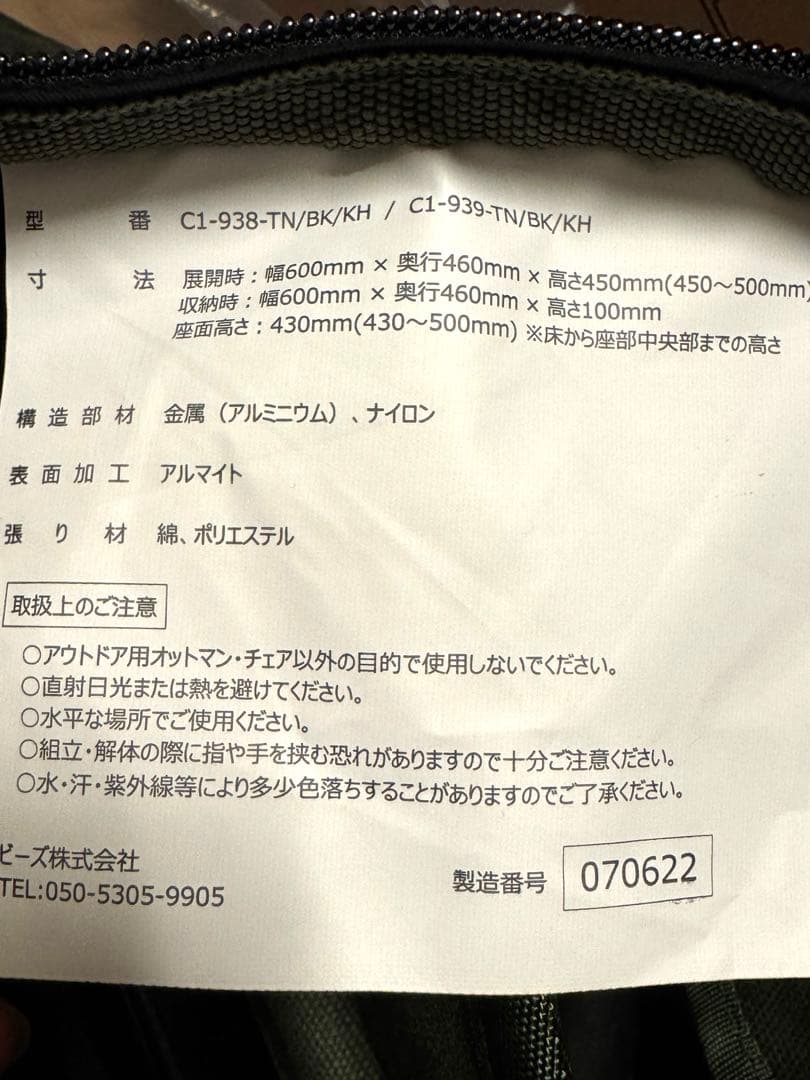 型番 C1-938-TN/BK/KH / C1-939-TN/BK/KH
寸法 展開時：幅600mm × 奥行460mm × 高さ450mm(450～500mm)
収納時：幅600mm × 奥行460mm × 高さ100mm
座面高さ：430mm(430～500mm) ※床から座部中央部までの高さ
構造部材 金属（アルミニウム）、ナイロン
表面加工 アルマイト
張り材 綿、ポリエステル
取扱上のご注意
○アウトドア用オットマン・チェア以外の目的で使用しないでください。
○直射日光または熱を避けてください。
○水平な場所でご使用ください。
○組立・解体の際に指や手を挟む恐れがありますので十分ご注意ください。
○水・汗・紫外線等により多少色落ちすることがありますのでご了承ください。
ビーズ株式会社
TEL:050-5305-9905
製造番号 070622